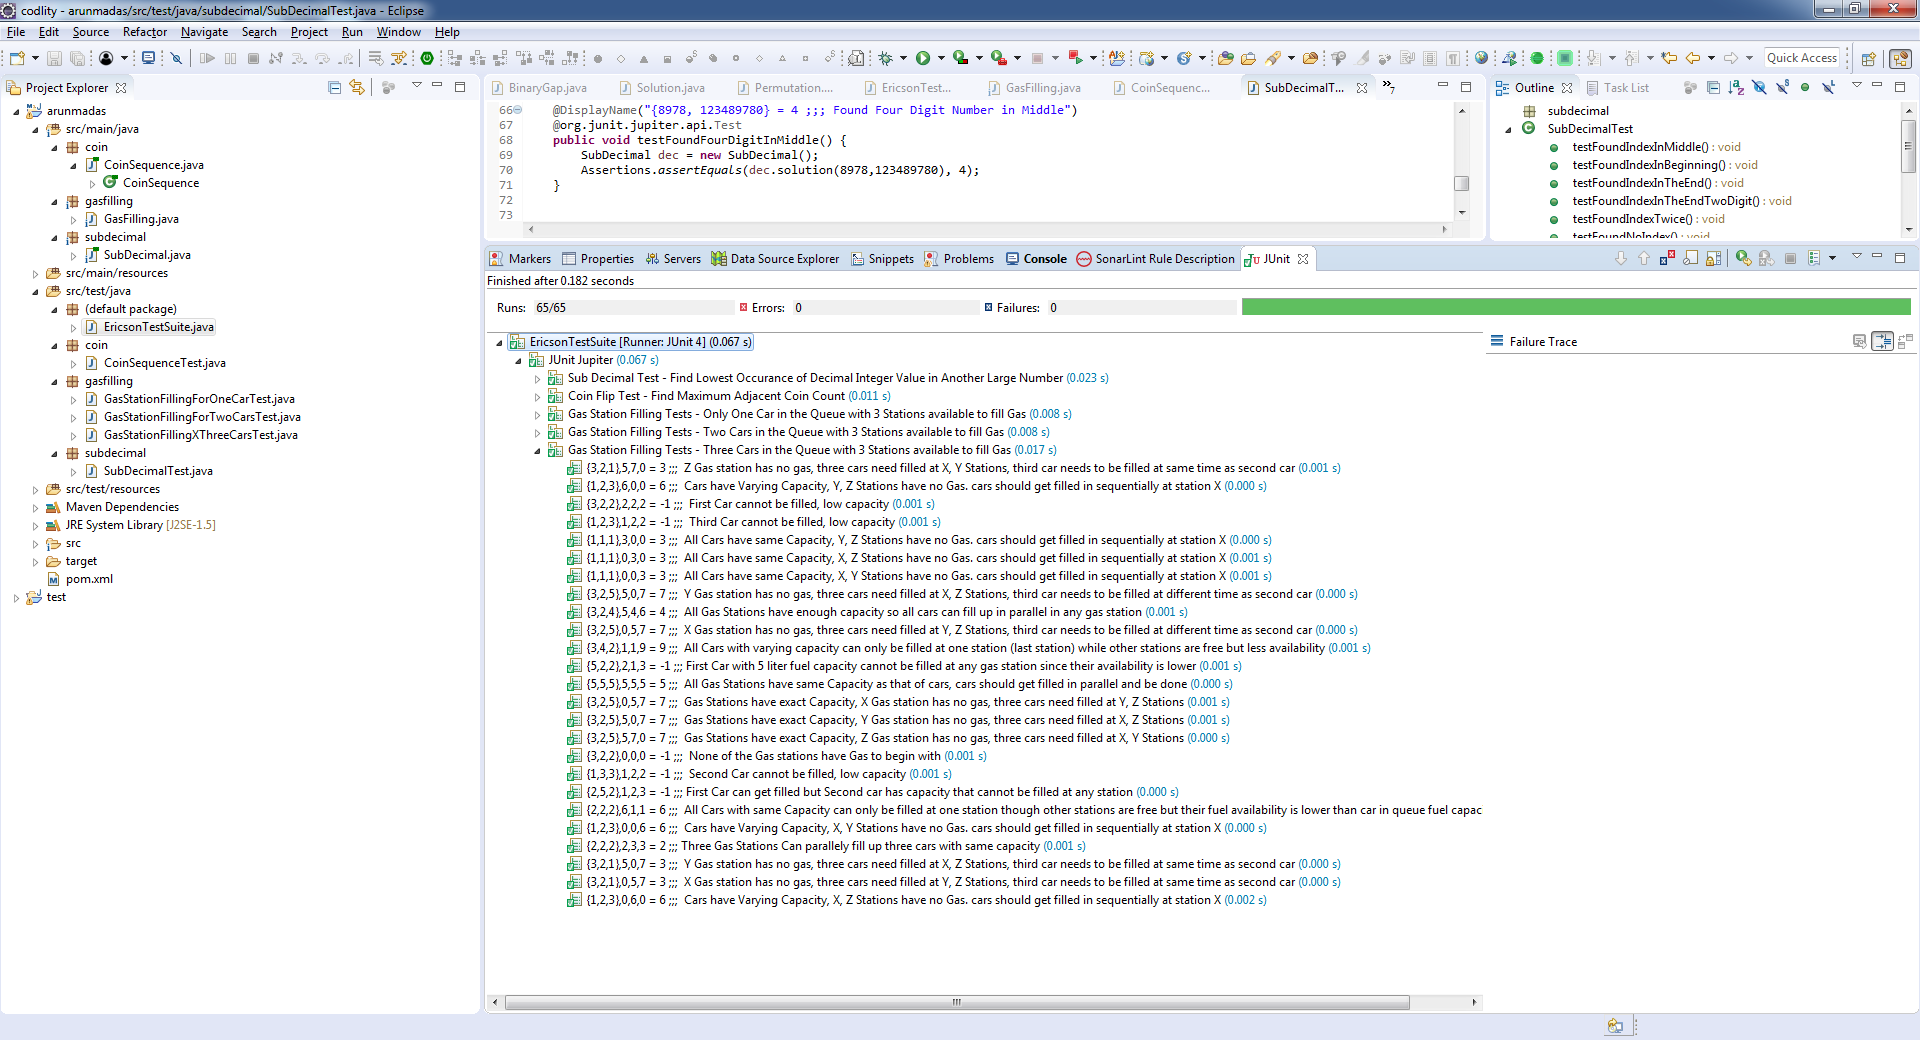 codlity - arunmadas/src/test/java/subdecimal/SubDecimalTest.java - Eclipse
File Edit Source Refactor Navigate Search Project Run Window Help
Quick Access
Project Explorer
arunmadas
src/main/java
coin
CoinSequence.java
CoinSequence
gasfilling
GasFilling.java
subdecimal
SubDecimal.java
src/main/resources
src/test/java
(default package)
EricsonTestSuite.java
coin
CoinSequenceTest.java
gasfilling
GasStationFillingForOneCarTest.java
GasStationFillingForTwoCarsTest.java
GasStationFillingXThreeCarsTest.java
subdecimal
SubDecimalTest.java
src/test/resources
Maven Dependencies
JRE System Library [J2SE-1.5]
src
target
pom.xml
test
BinaryGap.java Solution.java Permutation.... EricsonTest... GasFilling.java CoinSequenc... SubDecimalT... »7
66 @DisplayName("{8978, 123489780} = 4 ;;; Found Four Digit Number in Middle")
67 @org.junit.jupiter.api.Test
68 public void testFoundFourDigitInMiddle() {
69 SubDecimal dec = new SubDecimal();
70 Assertions.assertEquals(dec.solution(8978,123489780), 4);
71 }
72
73
Outline Task List
subdecimal
SubDecimalTest
testFoundIndexInMiddle() : void
testFoundIndexInBeginning() : void
testFoundIndexInTheEnd() : void
testFoundIndexInTheEndTwoDigit() : void
testFoundIndexTwice() : void
testFoundNoIndex() : void
Markers Properties Servers Data Source Explorer Snippets Problems Console SonarLint Rule Description JUnit
Finished after 0.182 seconds
Runs: 65/65 Errors: 0 Failures: 0
EricsonTestSuite [Runner: JUnit 4] (0.067 s)
JUnit Jupiter (0.067 s)
Sub Decimal Test - Find Lowest Occurance of Decimal Integer Value in Another Large Number (0.023 s)
Coin Flip Test - Find Maximum Adjacent Coin Count (0.011 s)
Gas Station Filling Tests - Only One Car in the Queue with 3 Stations available to fill Gas (0.008 s)
Gas Station Filling Tests - Two Cars in the Queue with 3 Stations available to fill Gas (0.008 s)
Gas Station Filling Tests - Three Cars in the Queue with 3 Stations available to fill Gas (0.017 s)
{3,2,1},5,7,0 = 3 ;;; Z Gas station has no gas, three cars need filled at X, Y Stations, third car needs to be filled at same time as second car (0.001 s)
{1,2,3},6,0,0 = 6 ;;; Cars have Varying Capacity, Y, Z Stations have no Gas. cars should get filled in sequentially at station X (0.000 s)
{3,2,2},2,2,2 = -1 ;;; First Car cannot be filled, low capacity (0.001 s)
{1,2,3},1,2,2 = -1 ;;; Third Car cannot be filled, low capacity (0.001 s)
{1,1,1},3,0,0 = 3 ;;; All Cars have same Capacity, Y, Z Stations have no Gas. cars should get filled in sequentially at station X (0.000 s)
{1,1,1},0,3,0 = 3 ;;; All Cars have same Capacity, X, Z Stations have no Gas. cars should get filled in sequentially at station X (0.001 s)
{1,1,1},0,0,3 = 3 ;;; All Cars have same Capacity, X, Y Stations have no Gas. cars should get filled in sequentially at station X (0.001 s)
{3,2,5},5,0,7 = 7 ;;; Y Gas station has no gas, three cars need filled at X, Z Stations, third car needs to be filled at different time as second car (0.000 s)
{3,2,4},5,4,6 = 4 ;;; All Gas Stations have enough capacity so all cars can fill up in parallel in any gas station (0.001 s)
{3,2,5},0,5,7 = 7 ;;; X Gas station has no gas, three cars need filled at Y, Z Stations, third car needs to be filled at different time as second car (0.000 s)
{3,4,2},1,1,9 = 9 ;;; All Cars with varying capacity can only be filled at one station (last station) while other stations are free but less availability (0.001 s)
{5,2,2},2,1,3 = -1 ;;; First Car with 5 liter fuel capacity cannot be filled at any gas station since their availability is lower (0.001 s)
{5,5,5},5,5,5 = 5 ;;; All Gas Stations have same Capacity as that of cars, cars should get filled in parallel and be done (0.000 s)
{3,2,5},0,5,7 = 7 ;;; Gas Stations have exact Capacity, X Gas station has no gas, three cars need filled at Y, Z Stations (0.001 s)
{3,2,5},5,0,7 = 7 ;;; Gas Stations have exact Capacity, Y Gas station has no gas, three cars need filled at X, Z Stations (0.001 s)
{3,2,5},5,7,0 = 7 ;;; Gas Stations have exact Capacity, Z Gas station has no gas, three cars need filled at X, Y Stations (0.000 s)
{3,2,2},0,0,0 = -1 ;;; None of the Gas stations have Gas to begin with (0.001 s)
{1,3,3},1,2,2 = -1 ;;; Second Car cannot be filled, low capacity (0.001 s)
{2,5,2},1,2,3 = -1 ;;; First Car can get filled but Second car has capacity that cannot be filled at any station (0.000 s)
{2,2,2},6,1,1 = 6 ;;; All Cars with same Capacity can only be filled at one station though other stations are free but their fuel availability is lower than car in queue fuel capac
{1,2,3},0,0,6 = 6 ;;; Cars have Varying Capacity, X, Y Stations have no Gas. cars should get filled in sequentially at station X (0.000 s)
{2,2,2},2,3,3 = 2 ;;; Three Gas Stations Can parallely fill up three cars with same capacity (0.001 s)
{3,2,1},5,0,7 = 3 ;;; Y Gas station has no gas, three cars need filled at X, Z Stations, third car needs to be filled at same time as second car (0.000 s)
{3,2,1},0,5,7 = 3 ;;; X Gas station has no gas, three cars need filled at Y, Z Stations, third car needs to be filled at same time as second car (0.000 s)
{1,2,3},0,6,0 = 6 ;;; Cars have Varying Capacity, X, Z Stations have no Gas. cars should get filled in sequentially at station X (0.002 s)
Failure Trace